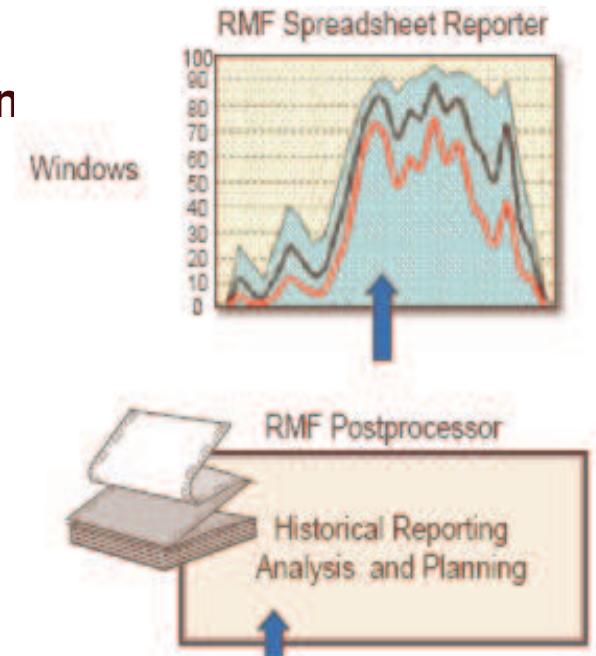 RMF Spreadsheet Reporter
n
Windows
100
90
80
70
60
50
40
30
20
10
0
RMF Postprocessor
Historical Reporting
Analysis and Planning